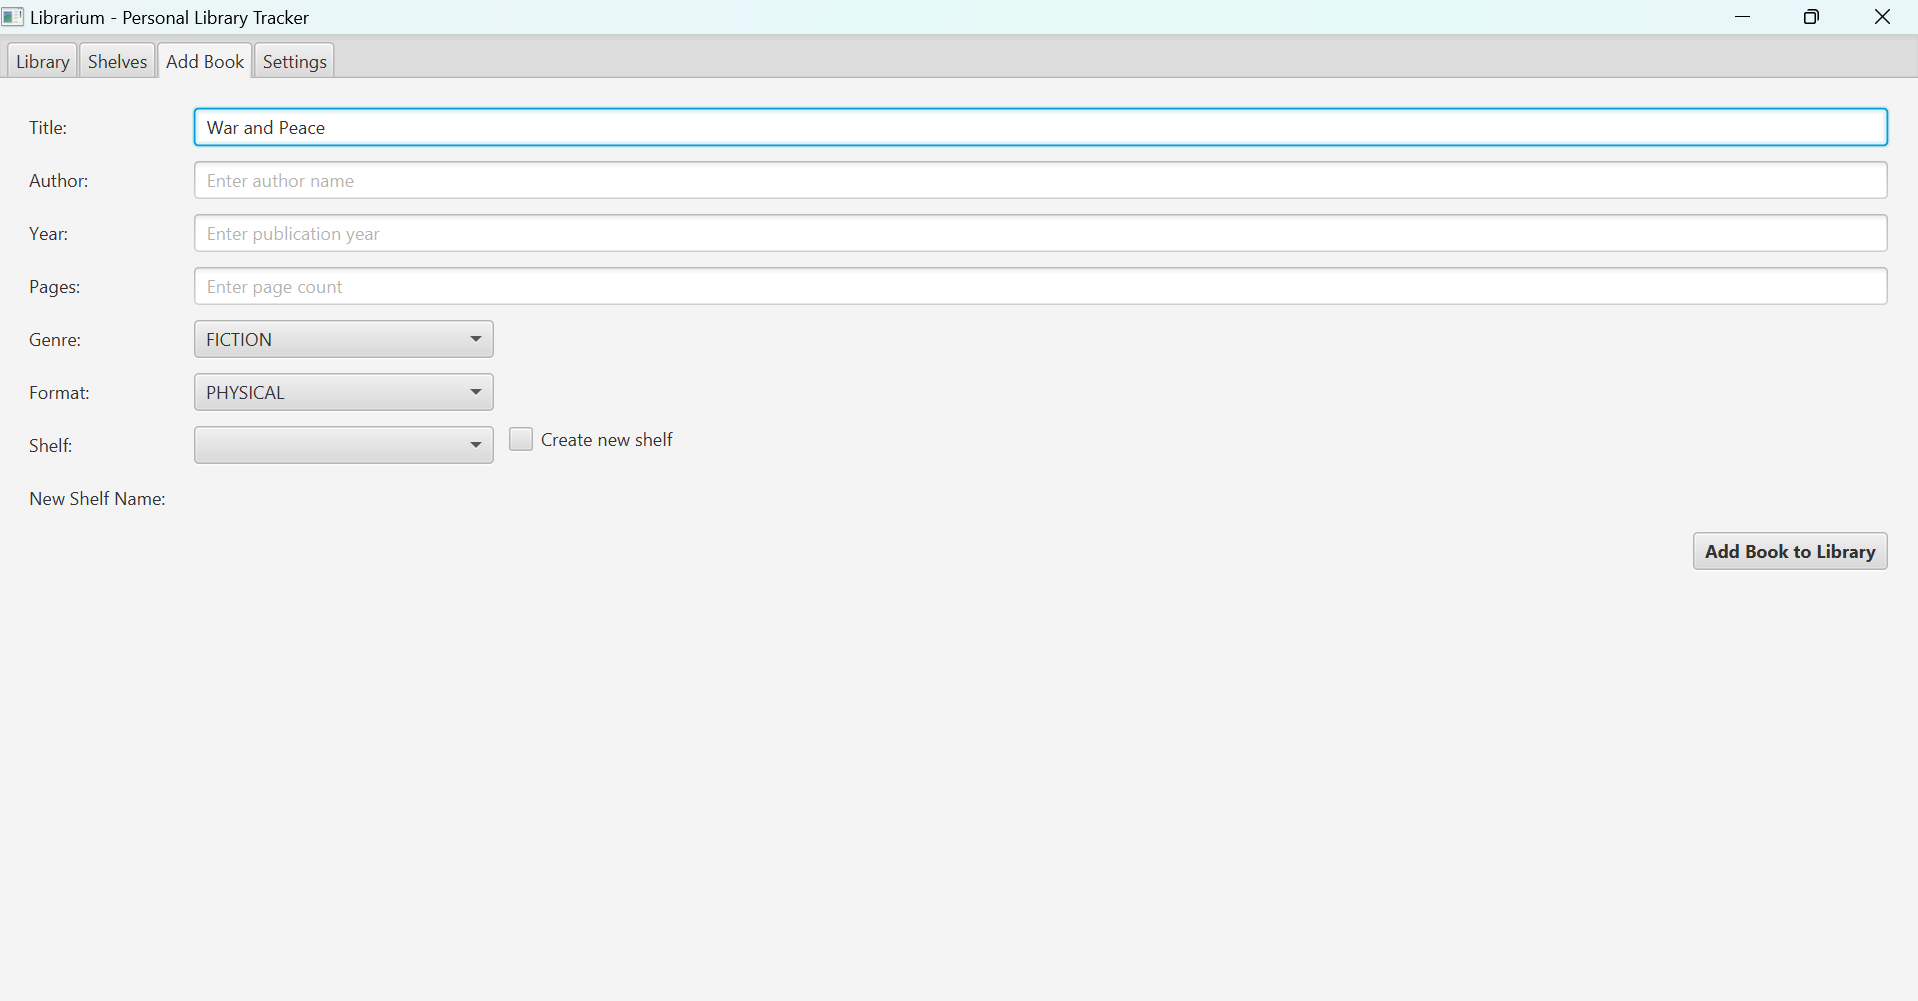 Librarium - Personal Library Tracker
Library Shelves Add Book Settings
Title: War and Peace
Author: Enter author name
Year: Enter publication year
Pages: Enter page count
Genre: FICTION
Format: PHYSICAL
Shelf: Create new shelf
New Shelf Name:
Add Book to Library